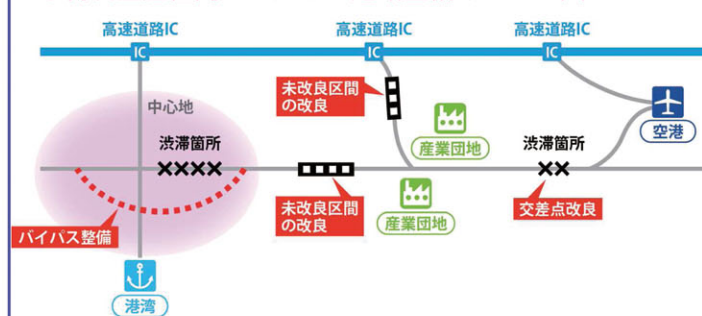 高速道路IC
高速道路IC
高速道路IC
IC
IC
IC
中心地
未改良区間
の改良
空港
渋滞箇所
産業団地
渋滞箇所
××××
××
未改良区間
の改良
産業団地
交差点改良
バイパス整備
港湾